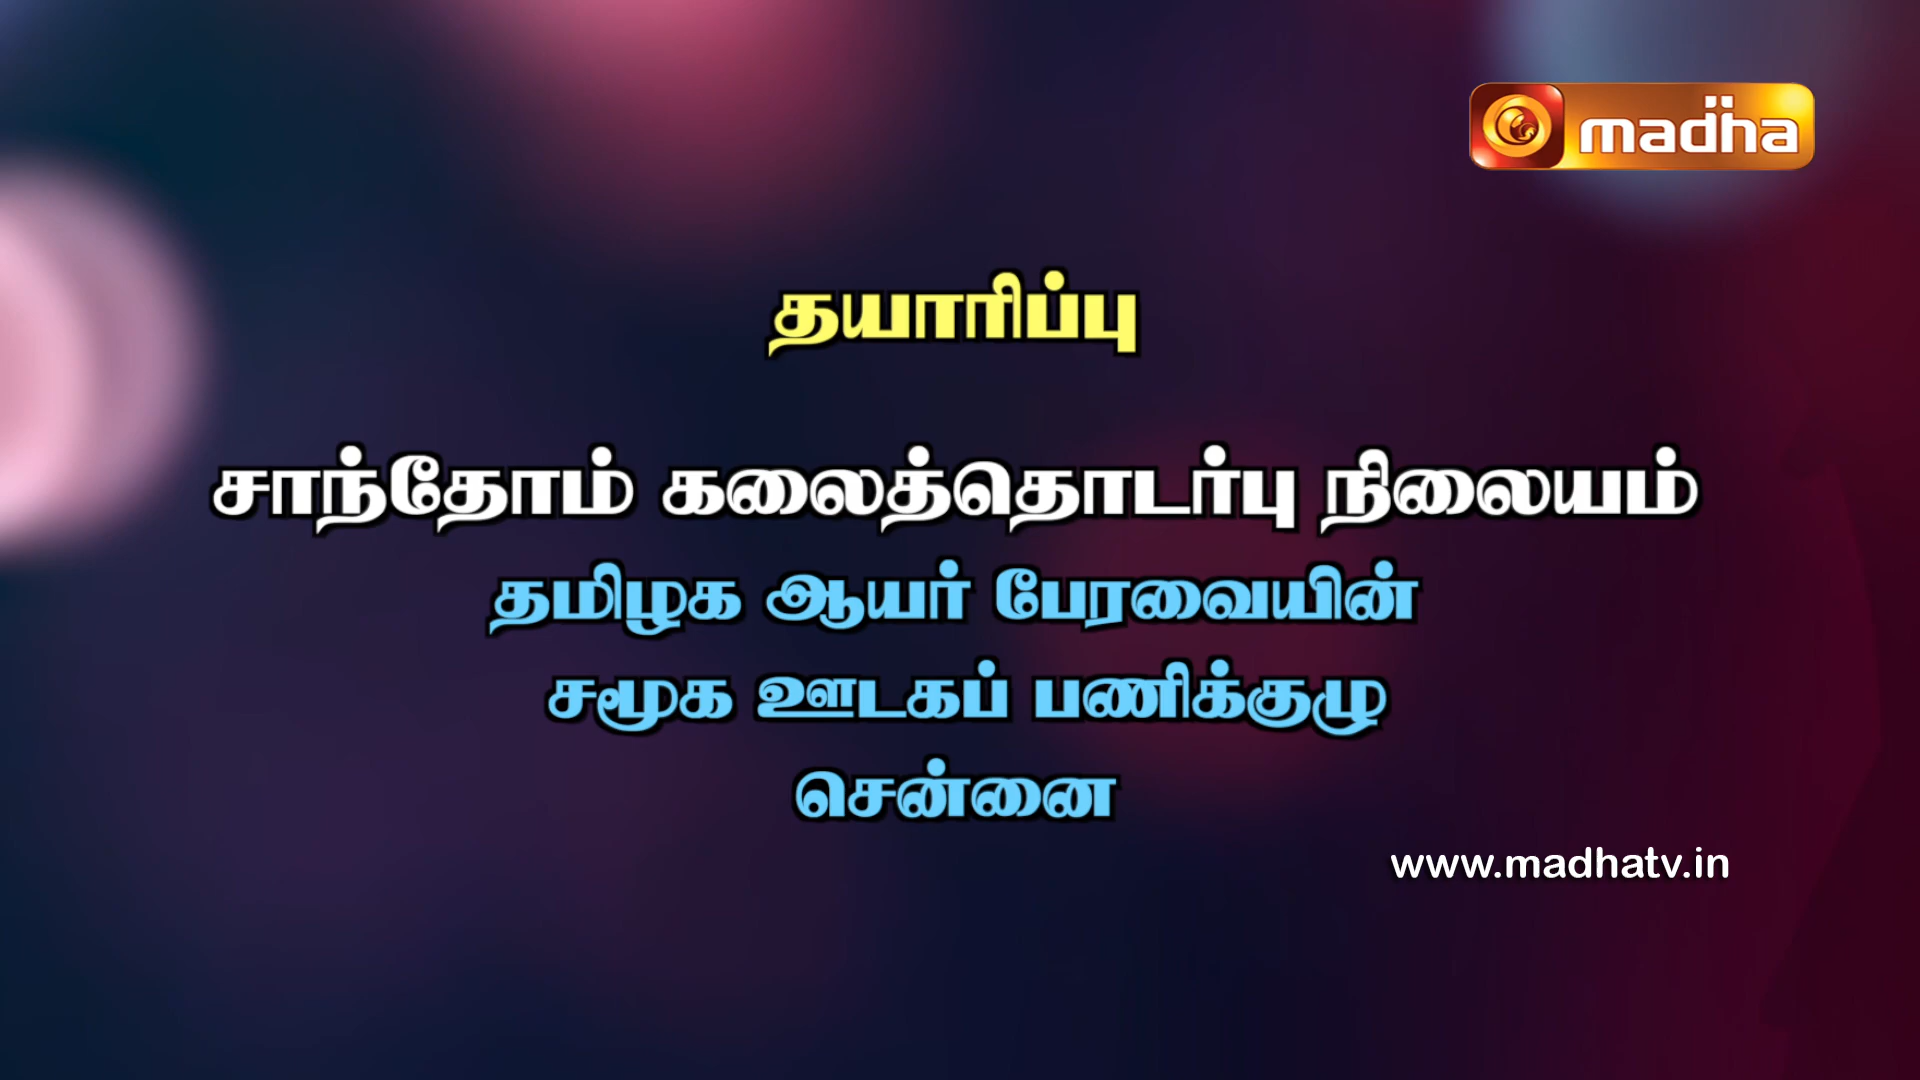 madha
தயாரிப்பு
சாந்தோம் கலைத்தொடர்பு நிலையம்
தமிழக ஆயர் பேரவையின்
சமூக ஊடகப் பணிக்குழு
சென்னை
www.madhatv.in